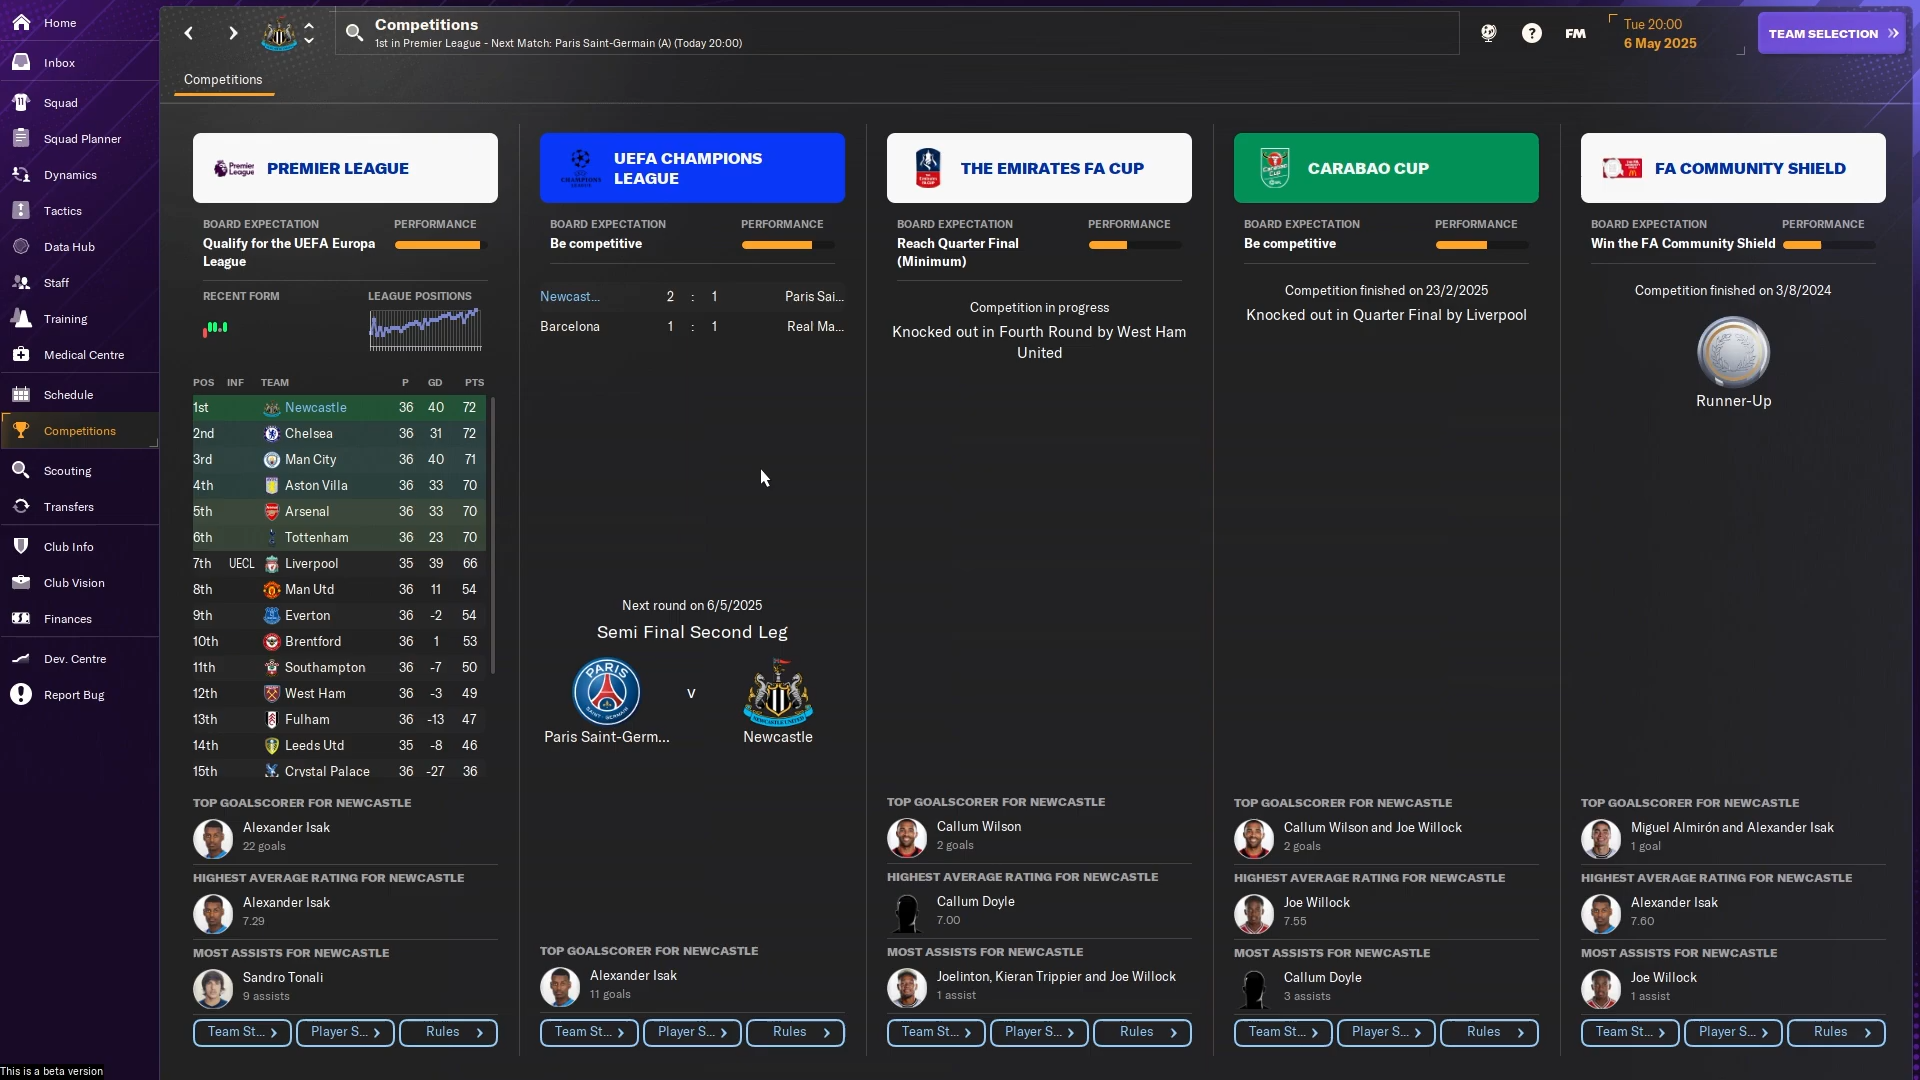 Home
Inbox
Squad
Squad Planner
Dynamics
Tactics
Data Hub
Staff
Training
Medical Centre
Schedule
Competitions
Scouting
Transfers
Club Info
Club Vision
Finances
Dev. Centre
Report Bug
This is a beta version
Competitions
1st in Premier League - Next Match: Paris Saint-Germain (A) (Today 20:00)
FM
Tue 20:00
6 May 2025
TEAM SELECTION
Competitions
Premier League
PREMIER LEAGUE
BOARD EXPECTATION PERFORMANCE
Qualify for the UEFA Europa
League
RECENT FORM LEAGUE POSITIONS
POS INF TEAM P GD PTS
1st Newcastle 36 40 72
2nd Chelsea 36 31 72
3rd Man City 36 40 71
4th Aston Villa 36 33 70
5th Arsenal 36 33 70
6th Tottenham 36 23 70
7th UECL Liverpool 35 39 66
8th Man Utd 36 11 54
9th Everton 36 -2 54
10th Brentford 36 1 53
11th Southampton 36 -7 50
12th West Ham 36 -3 49
13th Fulham 36 -13 47
14th Leeds Utd 35 -8 46
15th Crystal Palace 36 -27 36
TOP GOALSCORER FOR NEWCASTLE
Alexander Isak
22 goals
HIGHEST AVERAGE RATING FOR NEWCASTLE
Alexander Isak
7.29
MOST ASSISTS FOR NEWCASTLE
Sandro Tonali
9 assists
Team St... Player S... Rules
CHAMPIONS LEAGUE
UEFA CHAMPIONS
LEAGUE
BOARD EXPECTATION PERFORMANCE
Be competitive
Newcast... 2 : 1 Paris Sai...
Barcelona 1 : 1 Real Ma...
Next round on 6/5/2025
Semi Final Second Leg
PARIS
SAINT-GERMAIN
v
NEWCASTLE UNITED
Paris Saint-Germ... Newcastle
TOP GOALSCORER FOR NEWCASTLE
Alexander Isak
11 goals
Team St... Player S... Rules
THE EMIRATES FA CUP
BOARD EXPECTATION PERFORMANCE
Reach Quarter Final
(Minimum)
Competition in progress
Knocked out in Fourth Round by West Ham
United
TOP GOALSCORER FOR NEWCASTLE
Callum Wilson
2 goals
HIGHEST AVERAGE RATING FOR NEWCASTLE
Callum Doyle
7.00
MOST ASSISTS FOR NEWCASTLE
Joelinton, Kieran Trippier and Joe Willock
1 assist
Team St... Player S... Rules
CARABAO CUP
BOARD EXPECTATION PERFORMANCE
Be competitive
Competition finished on 23/2/2025
Knocked out in Quarter Final by Liverpool
TOP GOALSCORER FOR NEWCASTLE
Callum Wilson and Joe Willock
2 goals
HIGHEST AVERAGE RATING FOR NEWCASTLE
Joe Willock
7.55
MOST ASSISTS FOR NEWCASTLE
Callum Doyle
3 assists
Team St... Player S... Rules
FA COMMUNITY SHIELD
BOARD EXPECTATION PERFORMANCE
Win the FA Community Shield
Competition finished on 3/8/2024
Runner-Up
TOP GOALSCORER FOR NEWCASTLE
Miguel Almirón and Alexander Isak
1 goal
HIGHEST AVERAGE RATING FOR NEWCASTLE
Alexander Isak
7.60
MOST ASSISTS FOR NEWCASTLE
Joe Willock
1 assist
Team St... Player S... Rules